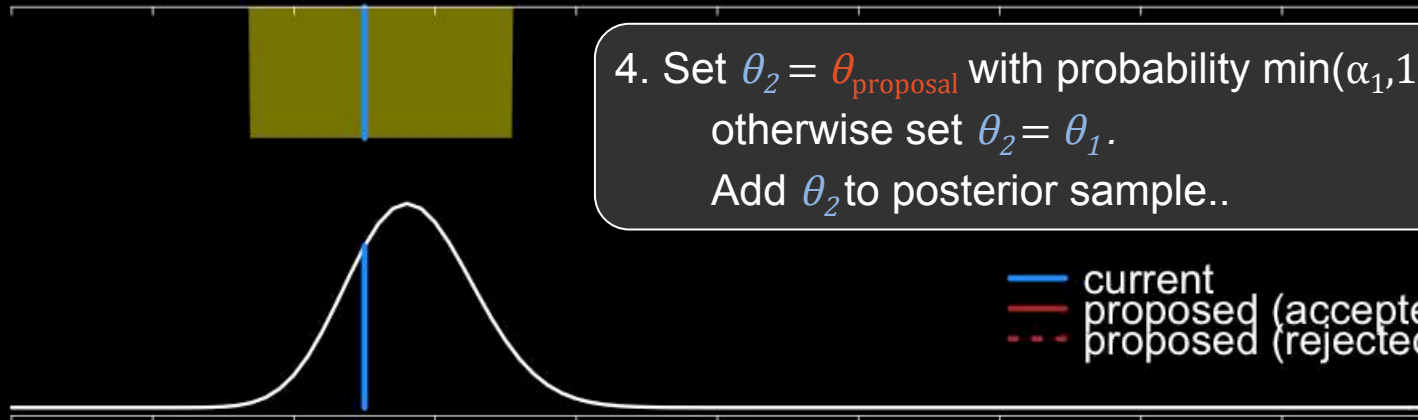 4. Set θ₂ = θproposal with probability min(α₁,1
otherwise set θ₂ = θ₁.
Add θ₂ to posterior sample..
current
proposed (accepte
proposed (rejected